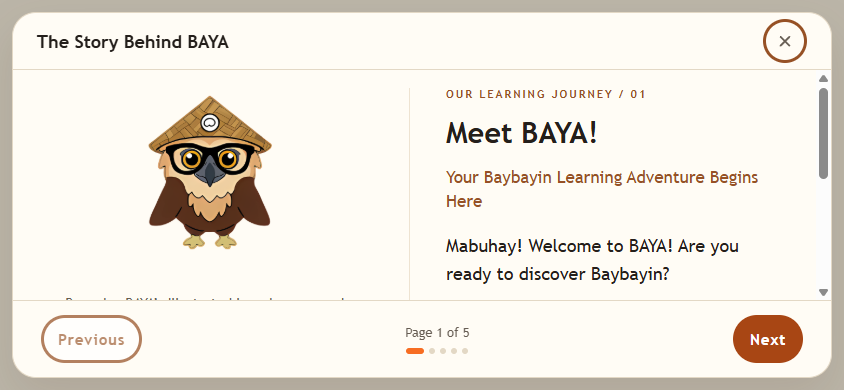 The Story Behind BAYA
OUR LEARNING JOURNEY / 01
Meet BAYA!
Your Baybayin Learning Adventure Begins
Here
Mabuhay! Welcome to BAYA! Are you
ready to discover Baybayin?
Previous
Page 1 of 5
Next